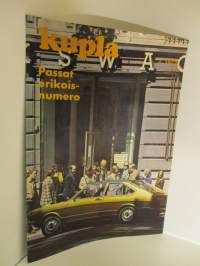 kupla
S W A C
Passat
erikois-
numero